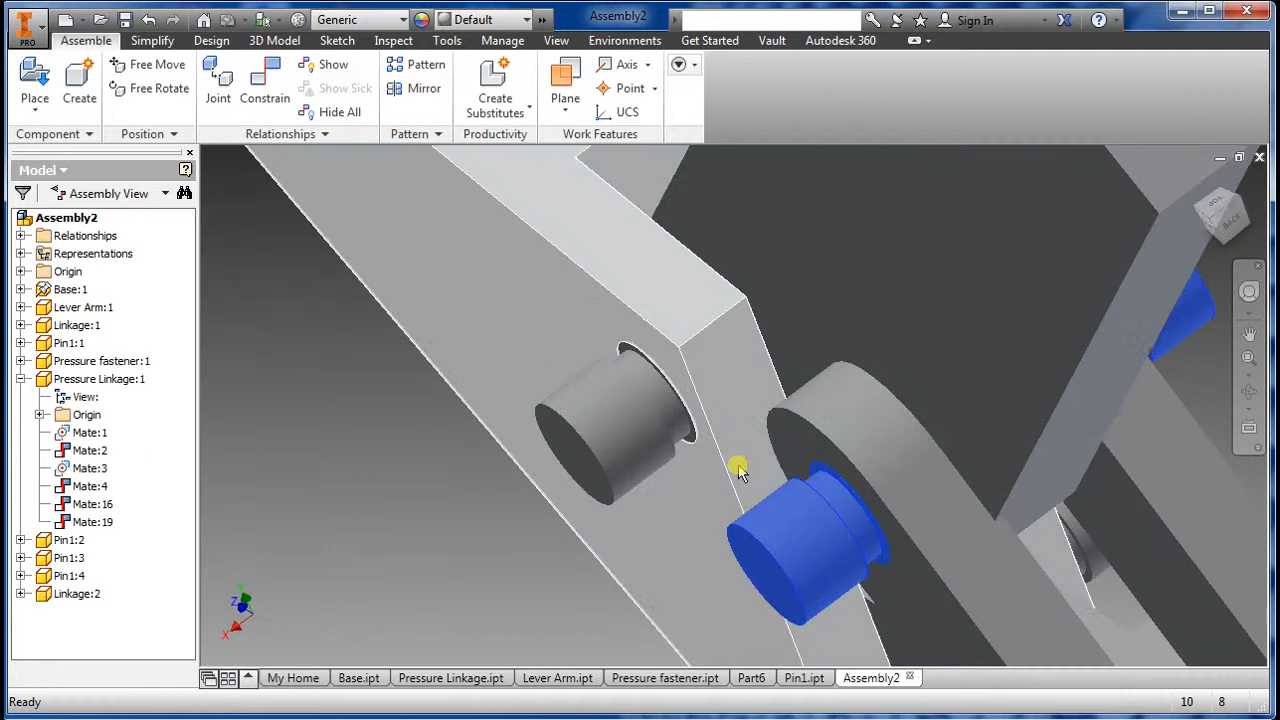 PRO
Generic
Default
Assembly2
Sign In
Assemble
Simplify
Design
3D Model
Sketch
Inspect
Tools
Manage
View
Environments
Get Started
Vault
Autodesk 360
Place
Create
Free Move
Free Rotate
Joint
Constrain
Show
Show Sick
Hide All
Pattern
Mirror
Create
Substitutes
Plane
Axis
Point
UCS
Component
Position
Relationships
Pattern
Productivity
Work Features
Model
Assembly View
Assembly2
Relationships
Representations
Origin
Base:1
Lever Arm:1
Linkage:1
Pin1:1
Pressure fastener:1
Pressure Linkage:1
View:
Origin
Mate:1
Mate:2
Mate:3
Mate:4
Mate:16
Mate:19
Pin1:2
Pin1:3
Pin1:4
Linkage:2
TOP
BACK
Y
Z
X
My Home
Base.ipt
Pressure Linkage.ipt
Lever Arm.ipt
Pressure fastener.ipt
Part6
Pin1.ipt
Assembly2
Ready
10
8